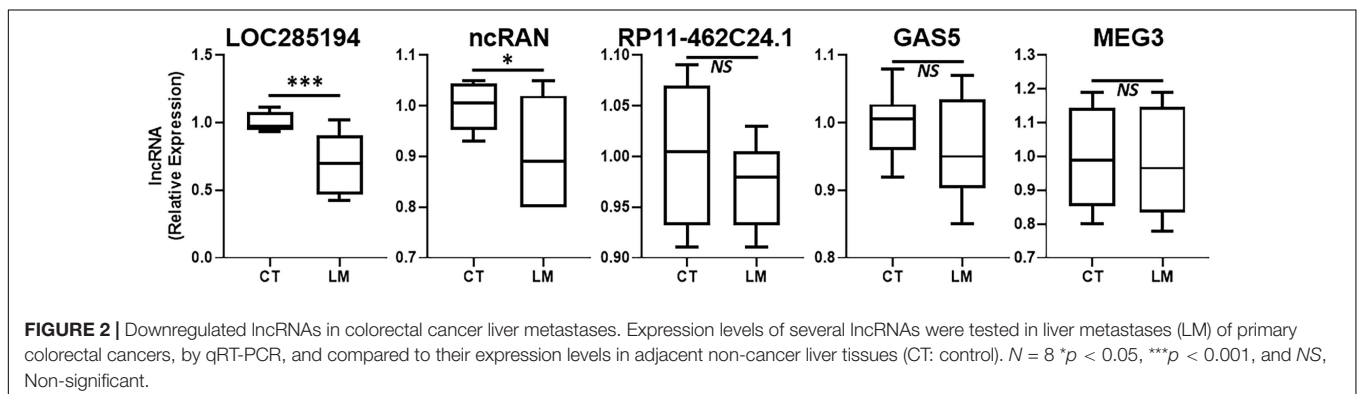 LOC285194 ncRAN RP11-462C24.1 GAS5 MEG3
lncRNA
(Relative Expression)
1.5
1.0
0.5
0.0
***
CT LM
1.1
1.0
0.9
0.8
0.7
*
CT LM
1.10
1.05
1.00
0.95
0.90
NS
CT LM
1.1
1.0
0.9
0.8
NS
CT LM
1.3
1.2
1.1
1.0
0.9
0.8
0.7
NS
CT LM
FIGURE 2 | Downregulated lncRNAs in colorectal cancer liver metastases. Expression levels of several lncRNAs were tested in liver metastases (LM) of primary
colorectal cancers, by qRT-PCR, and compared to their expression levels in adjacent non-cancer liver tissues (CT: control). N = 8 *p < 0.05, ***p < 0.001, and NS,
Non-significant.